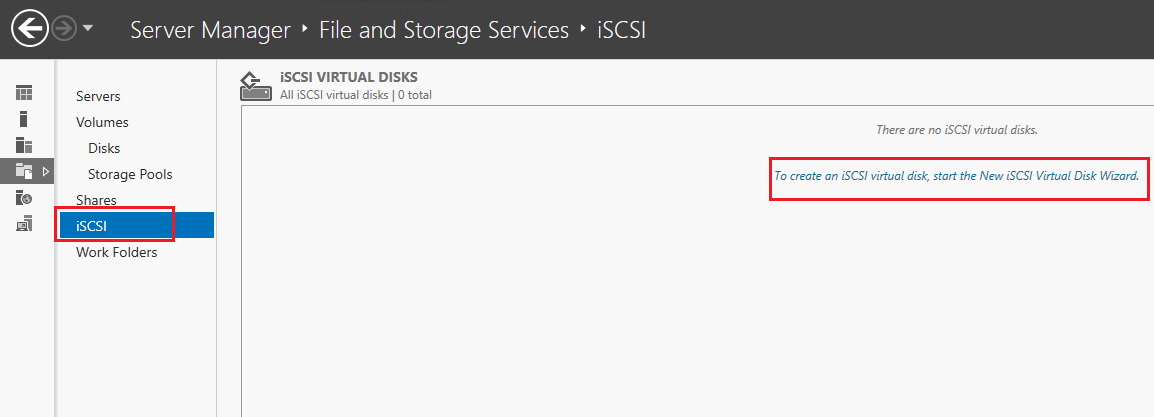 Server Manager ‣ File and Storage Services ‣ iSCSI
Servers
Volumes
Disks
Storage Pools
Shares
iSCSI
Work Folders
iSCSI VIRTUAL DISKS
All iSCSI virtual disks | 0 total
There are no iSCSI virtual disks.
To create an iSCSI virtual disk, start the New iSCSI Virtual Disk Wizard.